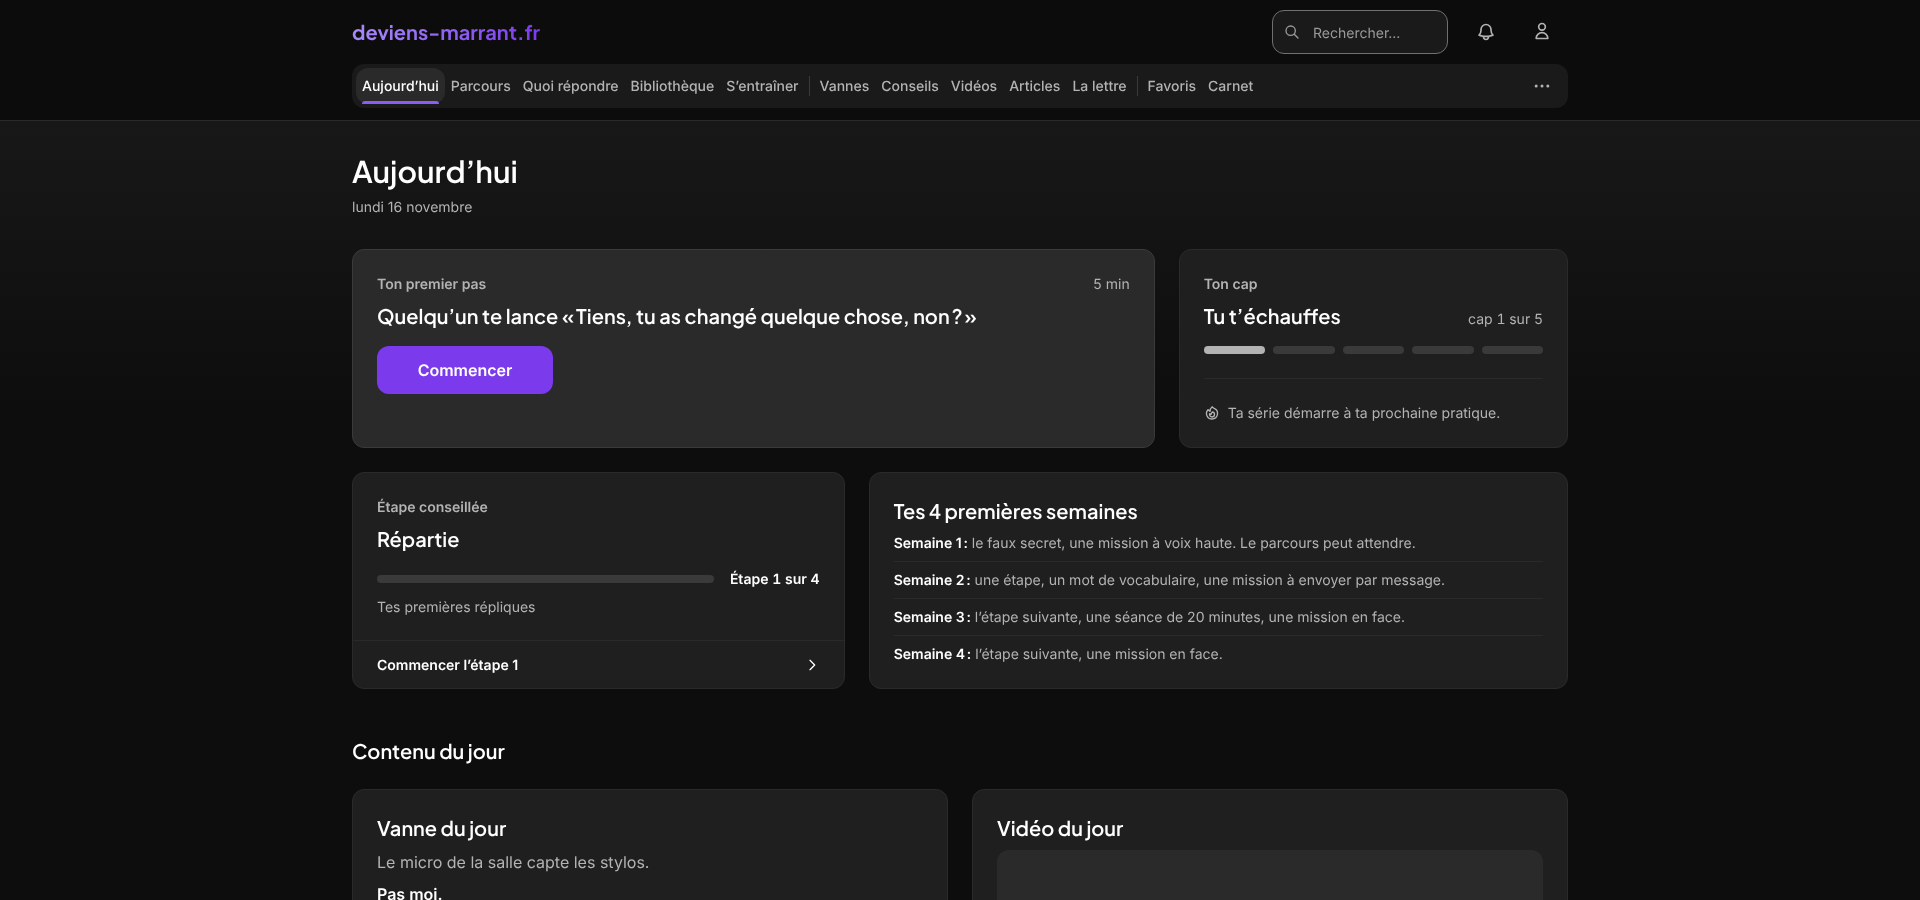 deviens-marrant.fr
Rechercher...
Aujourd’hui Parcours Quoi répondre Bibliothèque S’entraîner Vannes Conseils Vidéos Articles La lettre Favoris Carnet
Aujourd’hui
lundi 16 novembre
Ton premier pas
5 min
Quelqu’un te lance « Tiens, tu as changé quelque chose, non ? »
Commencer
Ton cap
Tu t’échauffes
cap 1 sur 5
Ta série démarre à ta prochaine pratique.
Étape conseillée
Répartie
Étape 1 sur 4
Tes premières répliques
Commencer l’étape 1
Tes 4 premières semaines
Semaine 1 : le faux secret, une mission à voix haute. Le parcours peut attendre.
Semaine 2 : une étape, un mot de vocabulaire, une mission à envoyer par message.
Semaine 3 : l’étape suivante, une séance de 20 minutes, une mission en face.
Semaine 4 : l’étape suivante, une mission en face.
Contenu du jour
Vanne du jour
Le micro de la salle capte les stylos.
Pas moi.
Vidéo du jour